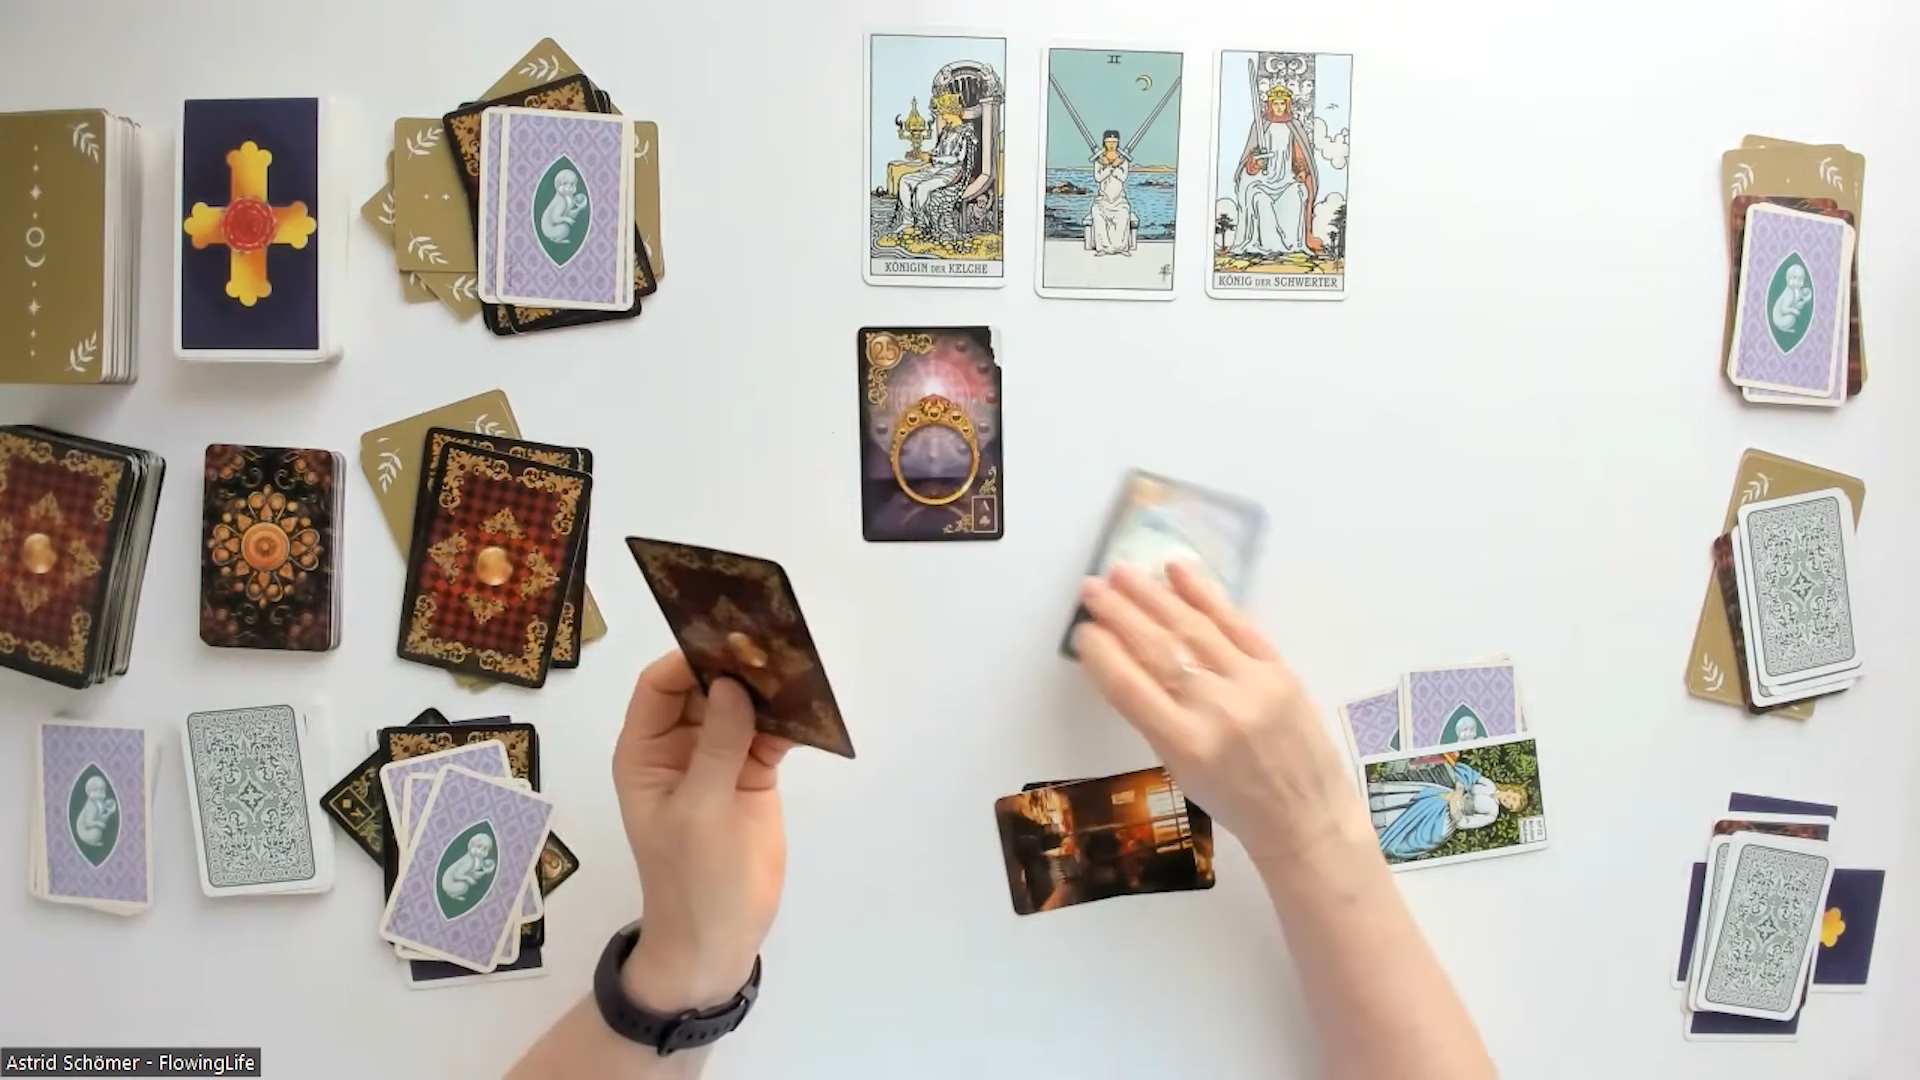 II
KÖNIGIN DER KELCHE
KÖNIG DER SCHWERTER
25
A
Astrid Schömer - FlowingLife